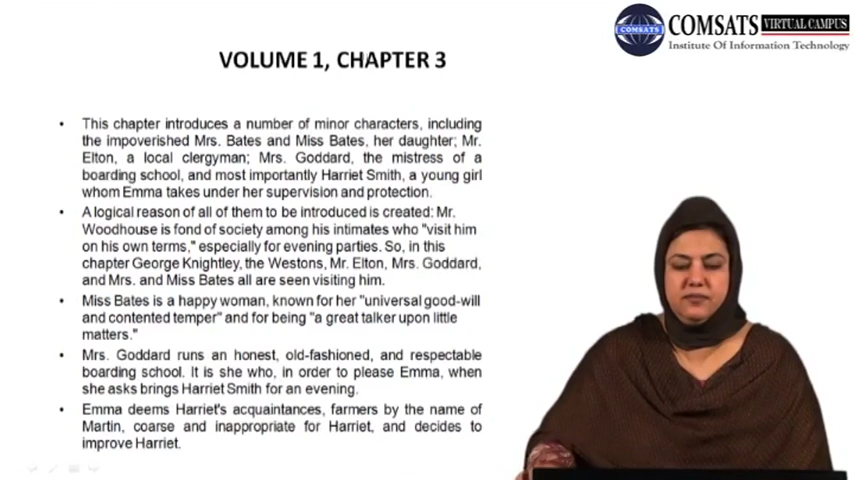 COMSATS
COMSATS VIRTUAL CAMPUS
Institute Of Information Technology
VOLUME 1, CHAPTER 3
• This chapter introduces a number of minor characters, including
the impoverished Mrs. Bates and Miss Bates, her daughter; Mr.
Elton, a local clergyman; Mrs. Goddard, the mistress of a
boarding school, and most importantly Harriet Smith, a young girl
whom Emma takes under her supervision and protection.
• A logical reason of all of them to be introduced is created: Mr.
Woodhouse is fond of society among his intimates who "visit him
on his own terms," especially for evening parties. So, in this
chapter George Knightley, the Westons, Mr. Elton, Mrs. Goddard,
and Mrs. and Miss Bates all are seen visiting him.
• Miss Bates is a happy woman, known for her "universal good-will
and contented temper" and for being "a great talker upon little
matters."
• Mrs. Goddard runs an honest, old-fashioned, and respectable
boarding school. It is she who, in order to please Emma, when
she asks brings Harriet Smith for an evening.
• Emma deems Harriet's acquaintances, farmers by the name of
Martin, coarse and inappropriate for Harriet, and decides to
improve Harriet.